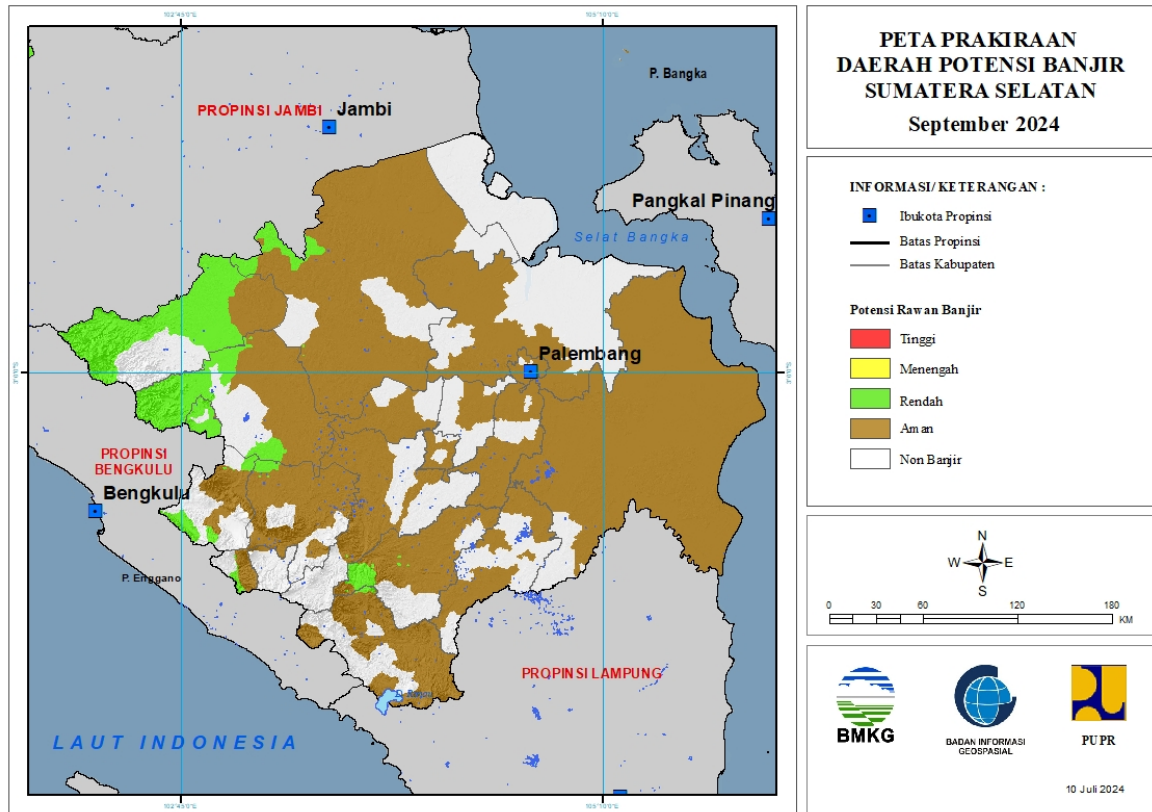 PETA PRAKIRAAN
DAERAH POTENSI BANJIR
SUMATERA SELATAN
September 2024
INFORMASI/ KETERANGAN :
Ibukota Propinsi
Batas Propinsi
Batas Kabupaten
Potensi Rawan Banjir
Tinggi
Menengah
Rendah
Aman
Non Banjir
N
W E
S
0 30 60 120 180
KM
BMKG
BADAN INFORMASI
GEOSPASIAL
PUPR
10 Juli 2024
P. Bangka
PROPINSI JAMBI
Jambi
Pangkal Pinang
Selat Bangka
Palembang
PROPINSI
BENGKULU
Bengkulu
P. Enggano
PROPINSI LAMPUNG
D. Ranau
LAUT INDONESIA